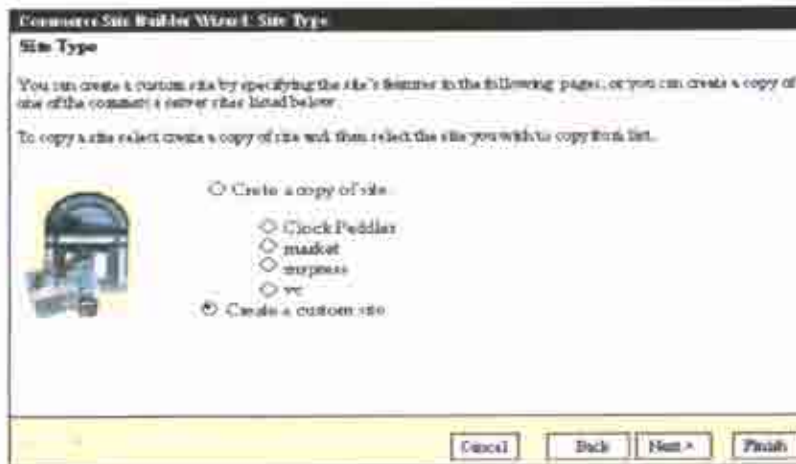 Commerce Site Builder Wizard: Site Type
Site Type
You can create a custom site by specifying the site's features in the following pages, or you can create a copy of
one of the commerce server sites listed below.
To copy a site select create a copy of site and then select the site you wish to copy from list.
Crete a copy of site
Clock Peddler
market
vc
Create a custom site
Cancel
Back
Next >
Finish